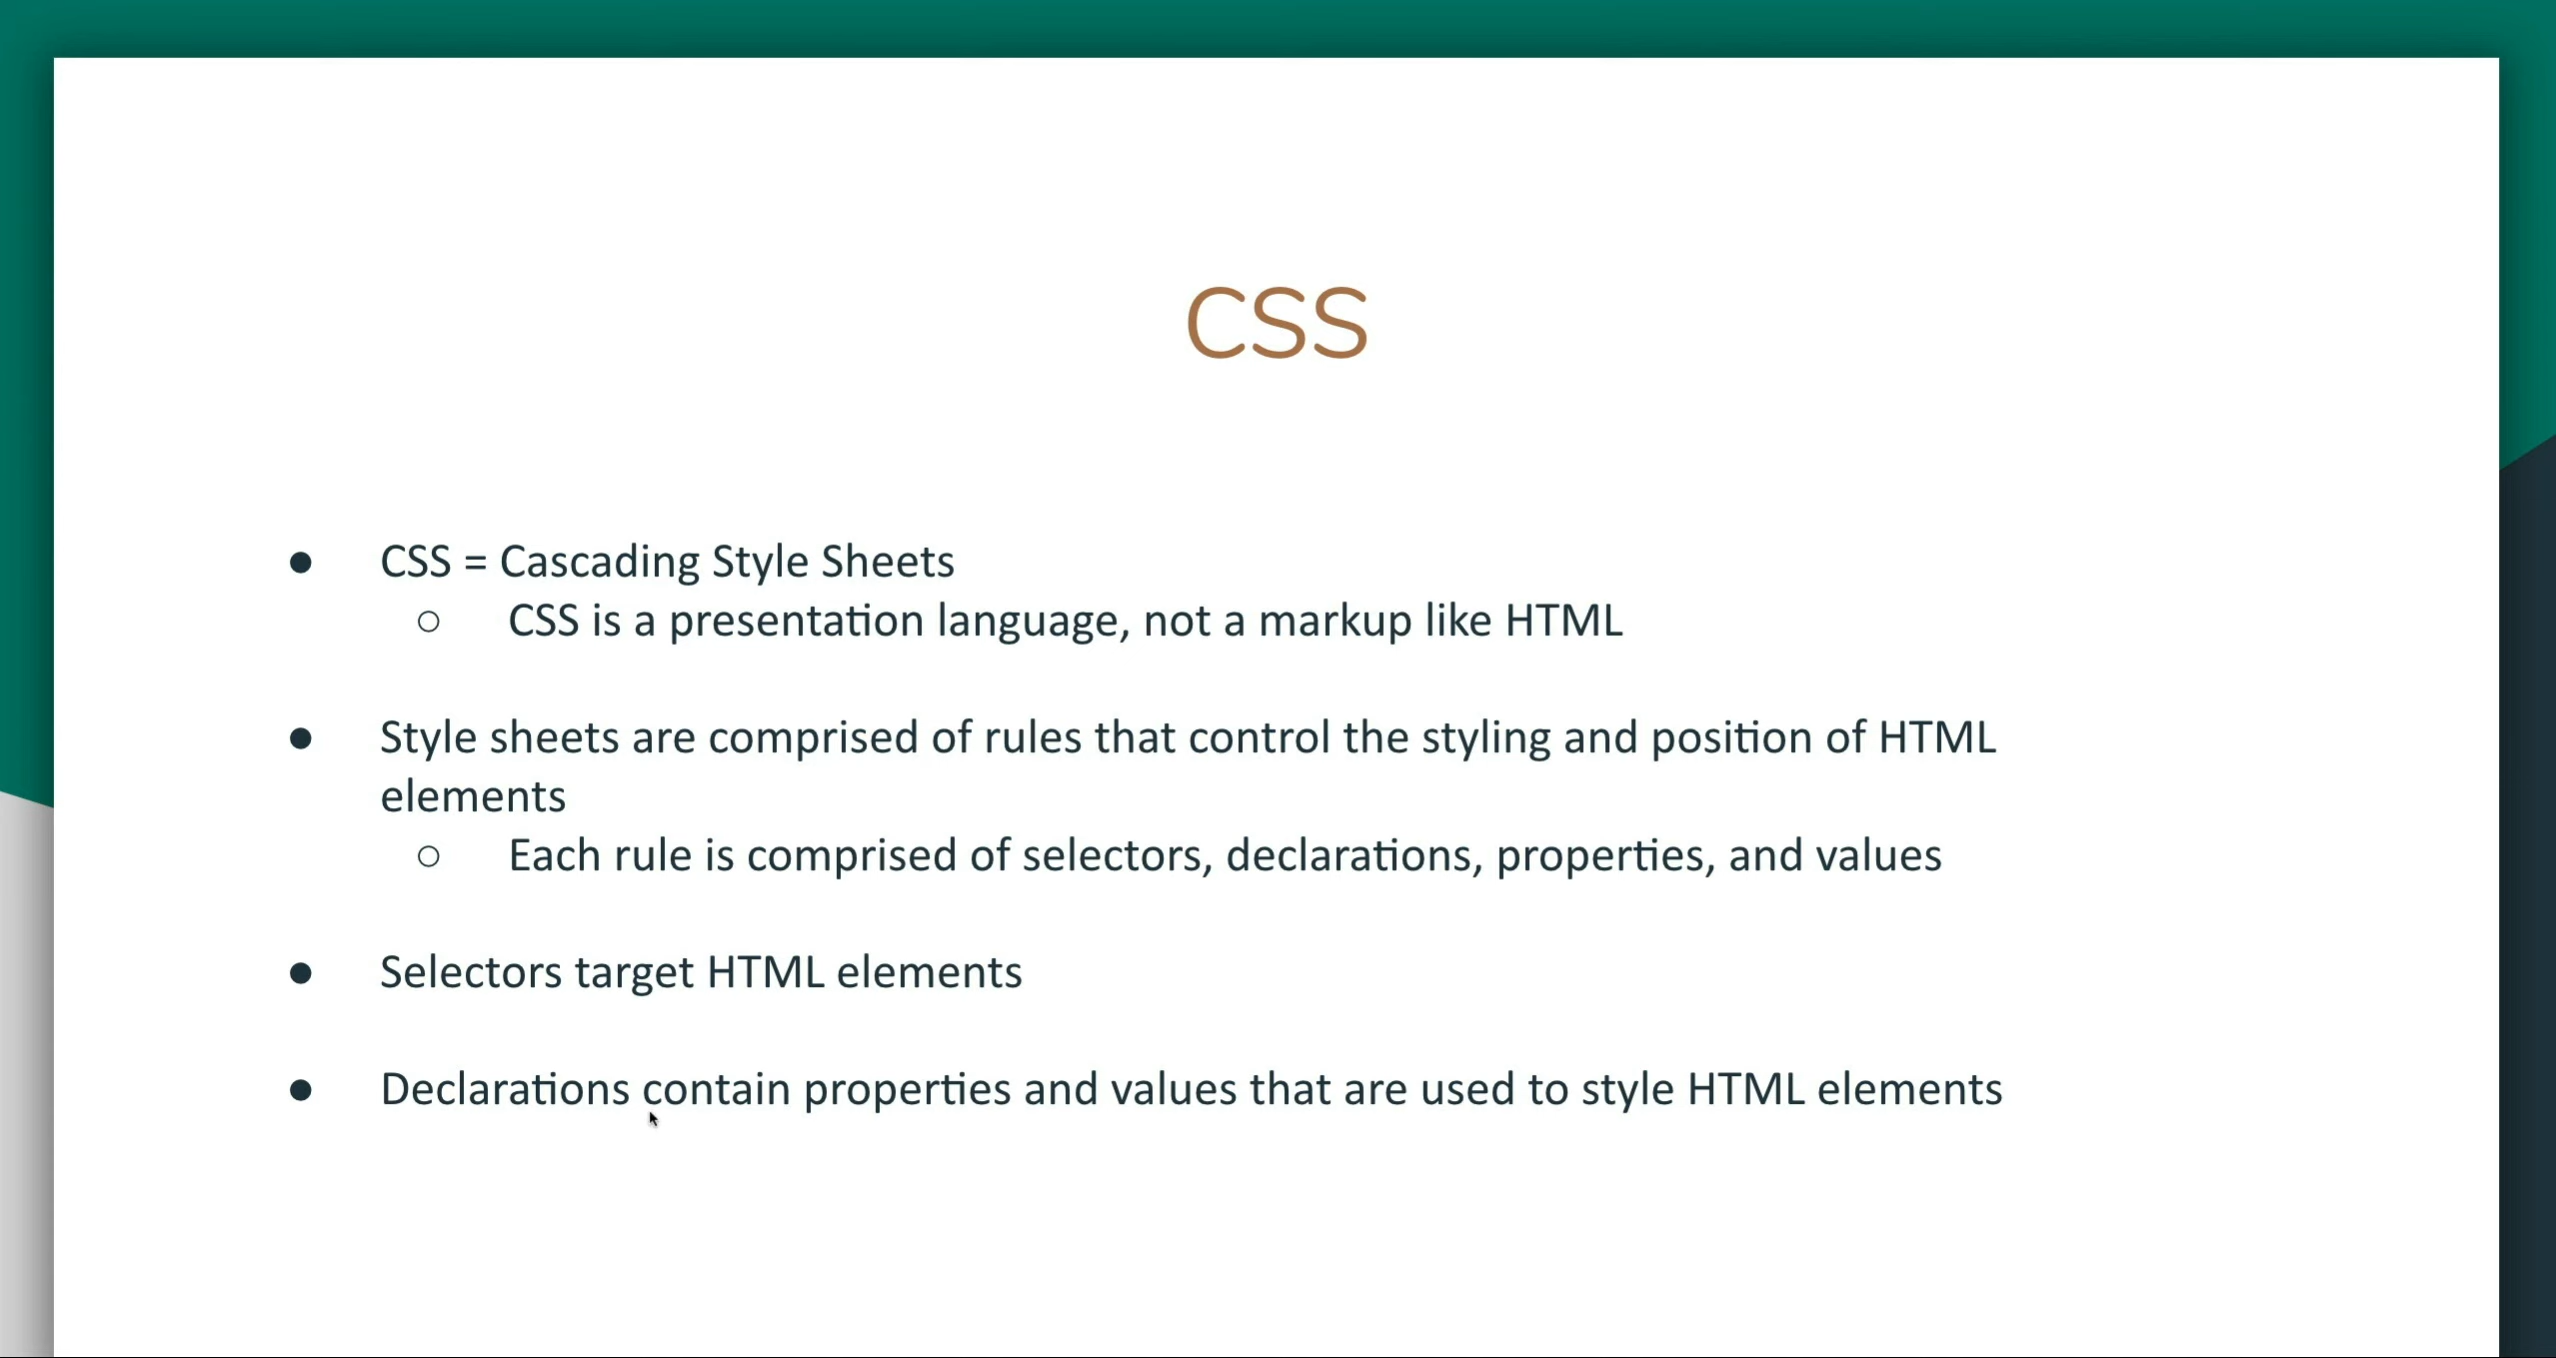 CSS
● CSS = Cascading Style Sheets
○ CSS is a presentation language, not a markup like HTML
● Style sheets are comprised of rules that control the styling and position of HTML
elements
○ Each rule is comprised of selectors, declarations, properties, and values
● Selectors target HTML elements
● Declarations contain properties and values that are used to style HTML elements